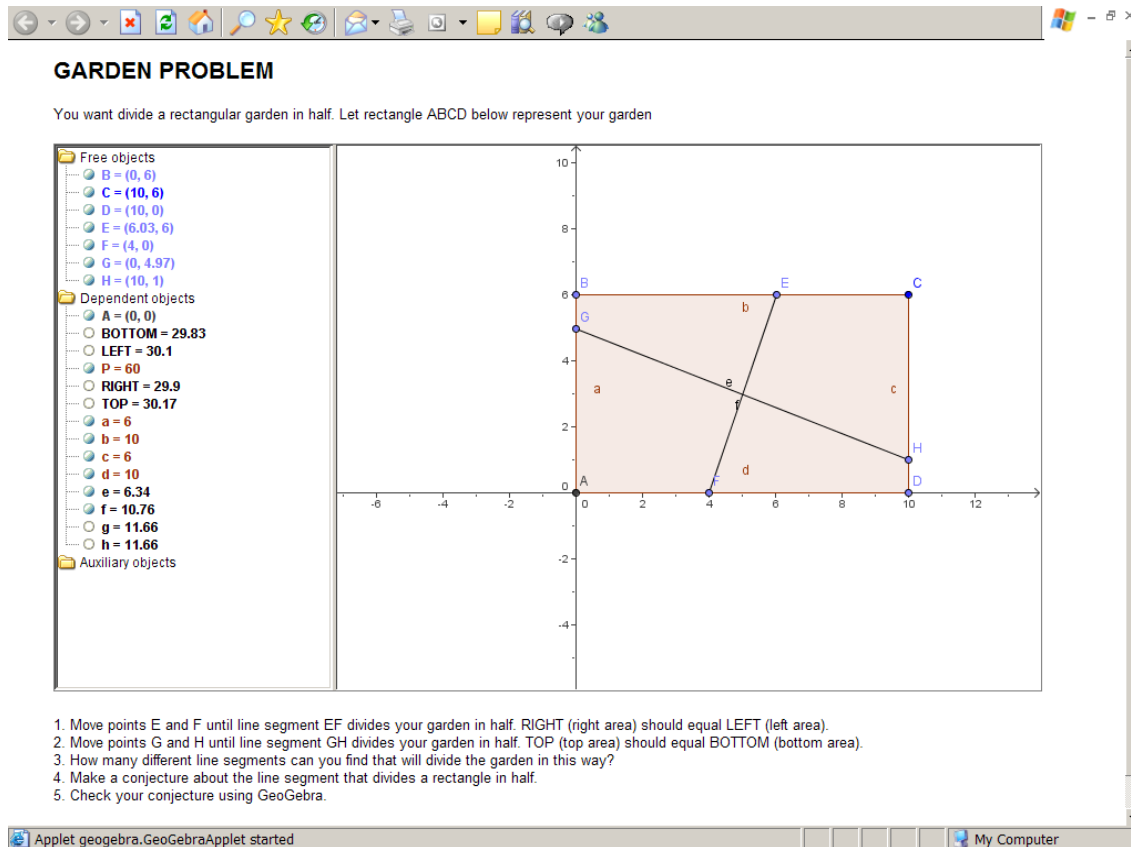 GARDEN PROBLEM
You want divide a rectangular garden in half. Let rectangle ABCD below represent your garden
Free objects
B = (0, 6)
C = (10, 6)
D = (10, 0)
E = (6.03, 6)
F = (4, 0)
G = (0, 4.97)
H = (10, 1)
Dependent objects
A = (0, 0)
BOTTOM = 29.83
LEFT = 30.1
P = 60
RIGHT = 29.9
TOP = 30.17
a = 6
b = 10
c = 6
d = 10
e = 6.34
f = 10.76
g = 11.66
h = 11.66
Auxiliary objects
10
8
B E C
6
b
G
4
e
a c
f
2
H
d
0 A F D
-6 -4 -2 0 2 4 6 8 10 12
-2
-4
1. Move points E and F until line segment EF divides your garden in half. RIGHT (right area) should equal LEFT (left area).
2. Move points G and H until line segment GH divides your garden in half. TOP (top area) should equal BOTTOM (bottom area).
3. How many different line segments can you find that will divide the garden in this way?
4. Make a conjecture about the line segment that divides a rectangle in half.
5. Check your conjecture using GeoGebra.
Applet geogebra.GeoGebraApplet started
My Computer